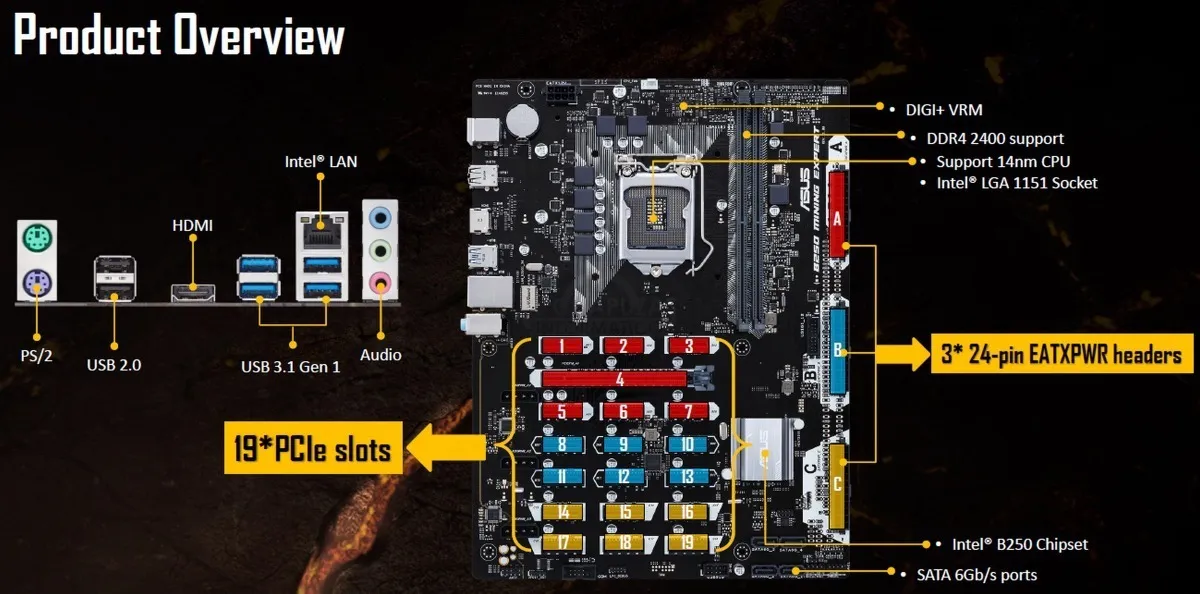 Product Overview
DIGI+ VRM
DDR4 2400 support
Support 14nm CPU
Intel® LGA 1151 Socket
Intel® LAN
HDMI
PS/2
USB 2.0
USB 3.1 Gen 1
Audio
ASUS
B250 MINING EXPERT
A
A
B
B
C
C
3* 24-pin EATXPWR headers
19*PCIe slots
1 2 3
4
5 6 7
8 9 10
11 12 13
14 15 16
17 18 19
ASUS
Intel® B250 Chipset
SATA 6Gb/s ports